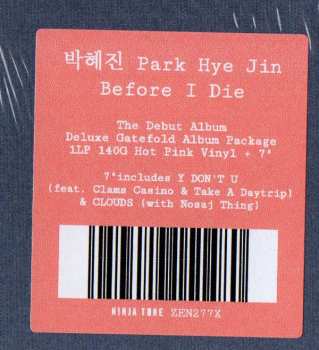 박혜진 Park Hye Jin
Before I Die
The Debut Album
Deluxe Gatefold Album Package
1LP 140G Hot Pink Vinyl + 7"
7"includes Y DON'T U
(feat. Clams Casino & Take A Daytrip)
& CLOUDS (with Nosaj Thing)
NINJA TUNE ZEN277X